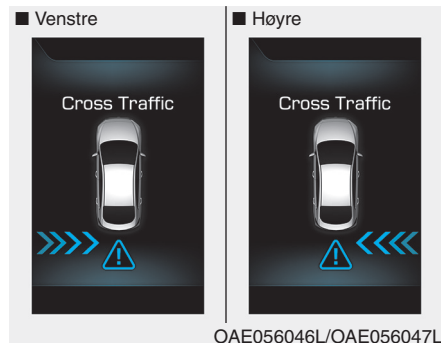 ■ Venstre
■ Høyre
Cross Traffic
Cross Traffic
OAE056046L/OAE056047L